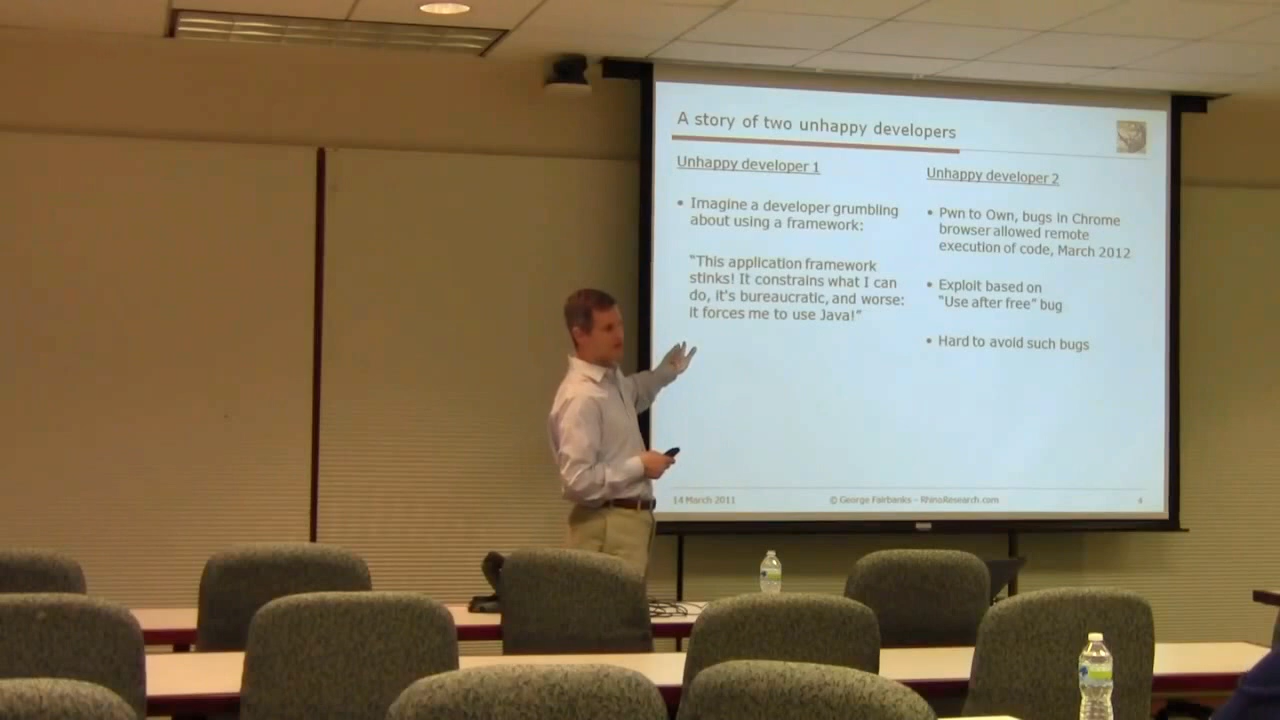 A story of two unhappy developers
Unhappy developer 1
• Imagine a developer grumbling
about using a framework:
“This application framework
stinks! It constrains what I can
do, it's bureaucratic, and worse:
it forces me to use Java!”
Unhappy developer 2
• Pwn to Own, bugs in Chrome
browser allowed remote
execution of code, March 2012
• Exploit based on
“Use after free” bug
• Hard to avoid such bugs
14 March 2011
© George Fairbanks – RhinoResearch.com
4